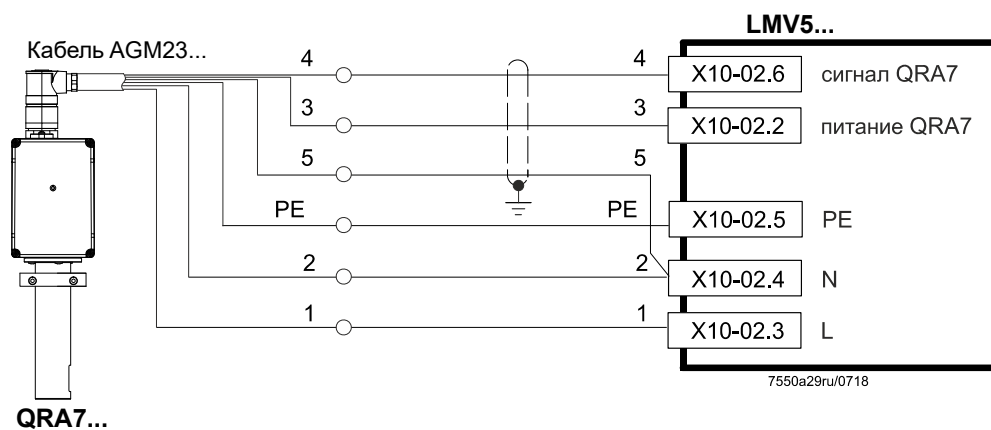 LMV5...
Кабель AGM23...
4 4 X10-02.6 сигнал QRA7
3 3 X10-02.2 питание QRA7
5 5
PE PE X10-02.5 PE
2 2 X10-02.4 N
1 1 X10-02.3 L
7550a29ru/0718
QRA7...